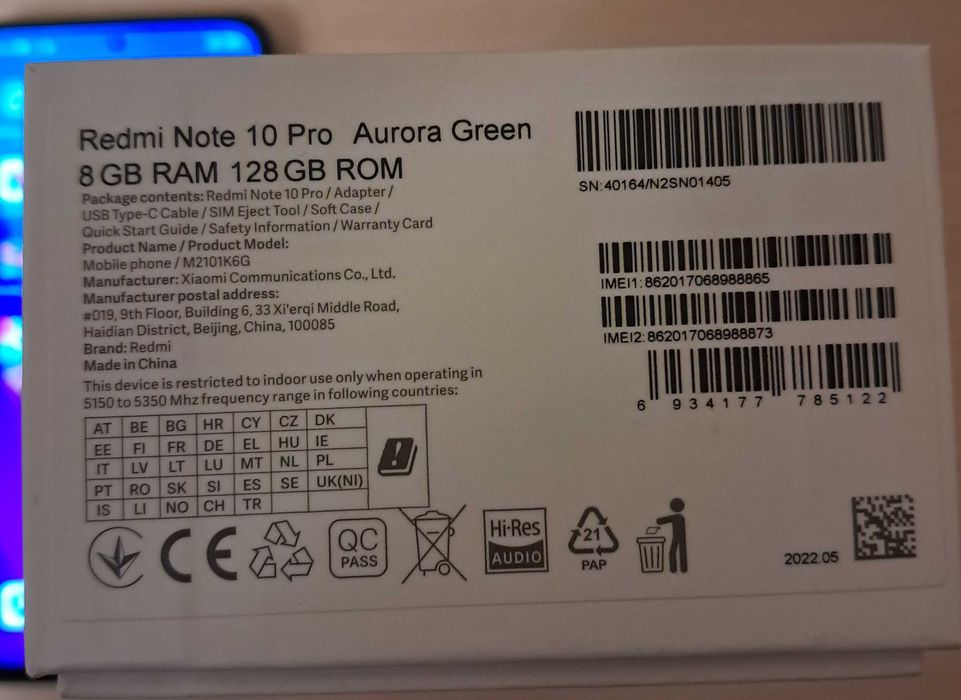 Redmi Note 10 Pro Aurora Green
8 GB RAM 128 GB ROM
Package contents: Redmi Note 10 Pro / Adapter /
USB Type-C Cable / SIM Eject Tool / Soft Case /
Quick Start Guide / Safety Information / Warranty Card
Product Name / Product Model:
Mobile phone / M2101K6G
Manufacturer: Xiaomi Communications Co., Ltd.
Manufacturer postal address:
#019, 9th Floor, Building 6, 33 Xi'erqi Middle Road,
Haidian District, Beijing, China, 100085
Brand: Redmi
Made in China
This device is restricted to indoor use only when operating in
5150 to 5350 Mhz frequency range in following countries:
AT BE BG HR CY CZ DK
EE FI FR DE EL HU IE
IT LV LT LU MT NL PL
PT RO SK SI ES SE UK(NI)
IS LI NO CH TR
SN: 40164/N2SN01405
IMEI1: 862017068988865
IMEI2: 862017068988873
6 934177 785122
CE
QC
PASS
Hi-Res
AUDIO
21
PAP
2022.05